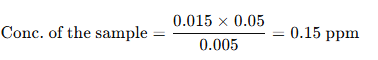 Conc. of the sample = 0.015 × 0.05 / 0.005 = 0.15 ppm